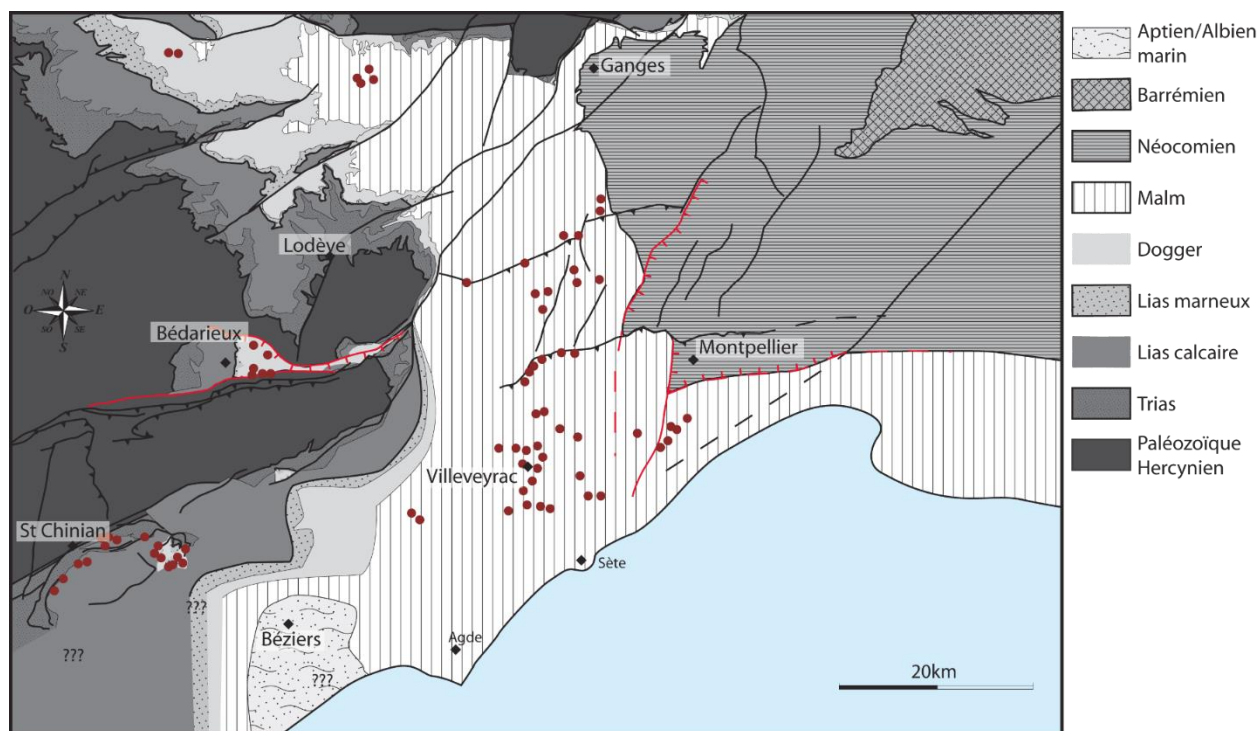 Ganges
Lodève
N
NO
NE
O
E
SO
SE
S
Bédarieux
Montpellier
Villeveyrac
St Chinian
Sète
???
Béziers
Agde
???
???
20km
Aptien/Albien
marin
Barrémien
Néocomien
Malm
Dogger
Lias marneux
Lias calcaire
Trias
Paléozoïque
Hercynien